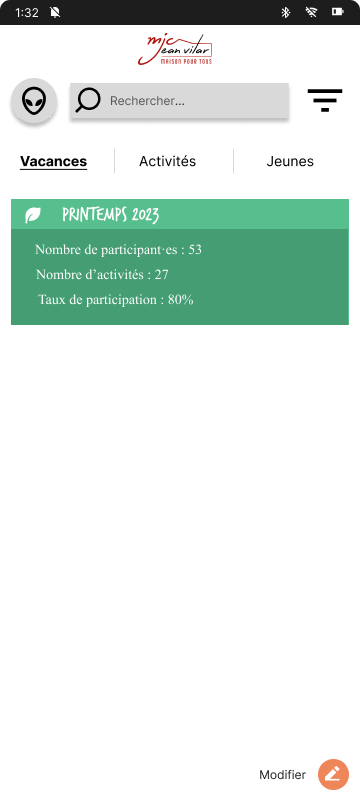 1:32
mjc
Jean vilar
MAISON POUR TOUS
Rechercher...
Vacances
Activités
Jeunes
PRINTEMPS 2023
Nombre de participant·es : 53
Nombre d'activités : 27
Taux de participation : 80%
Modifier